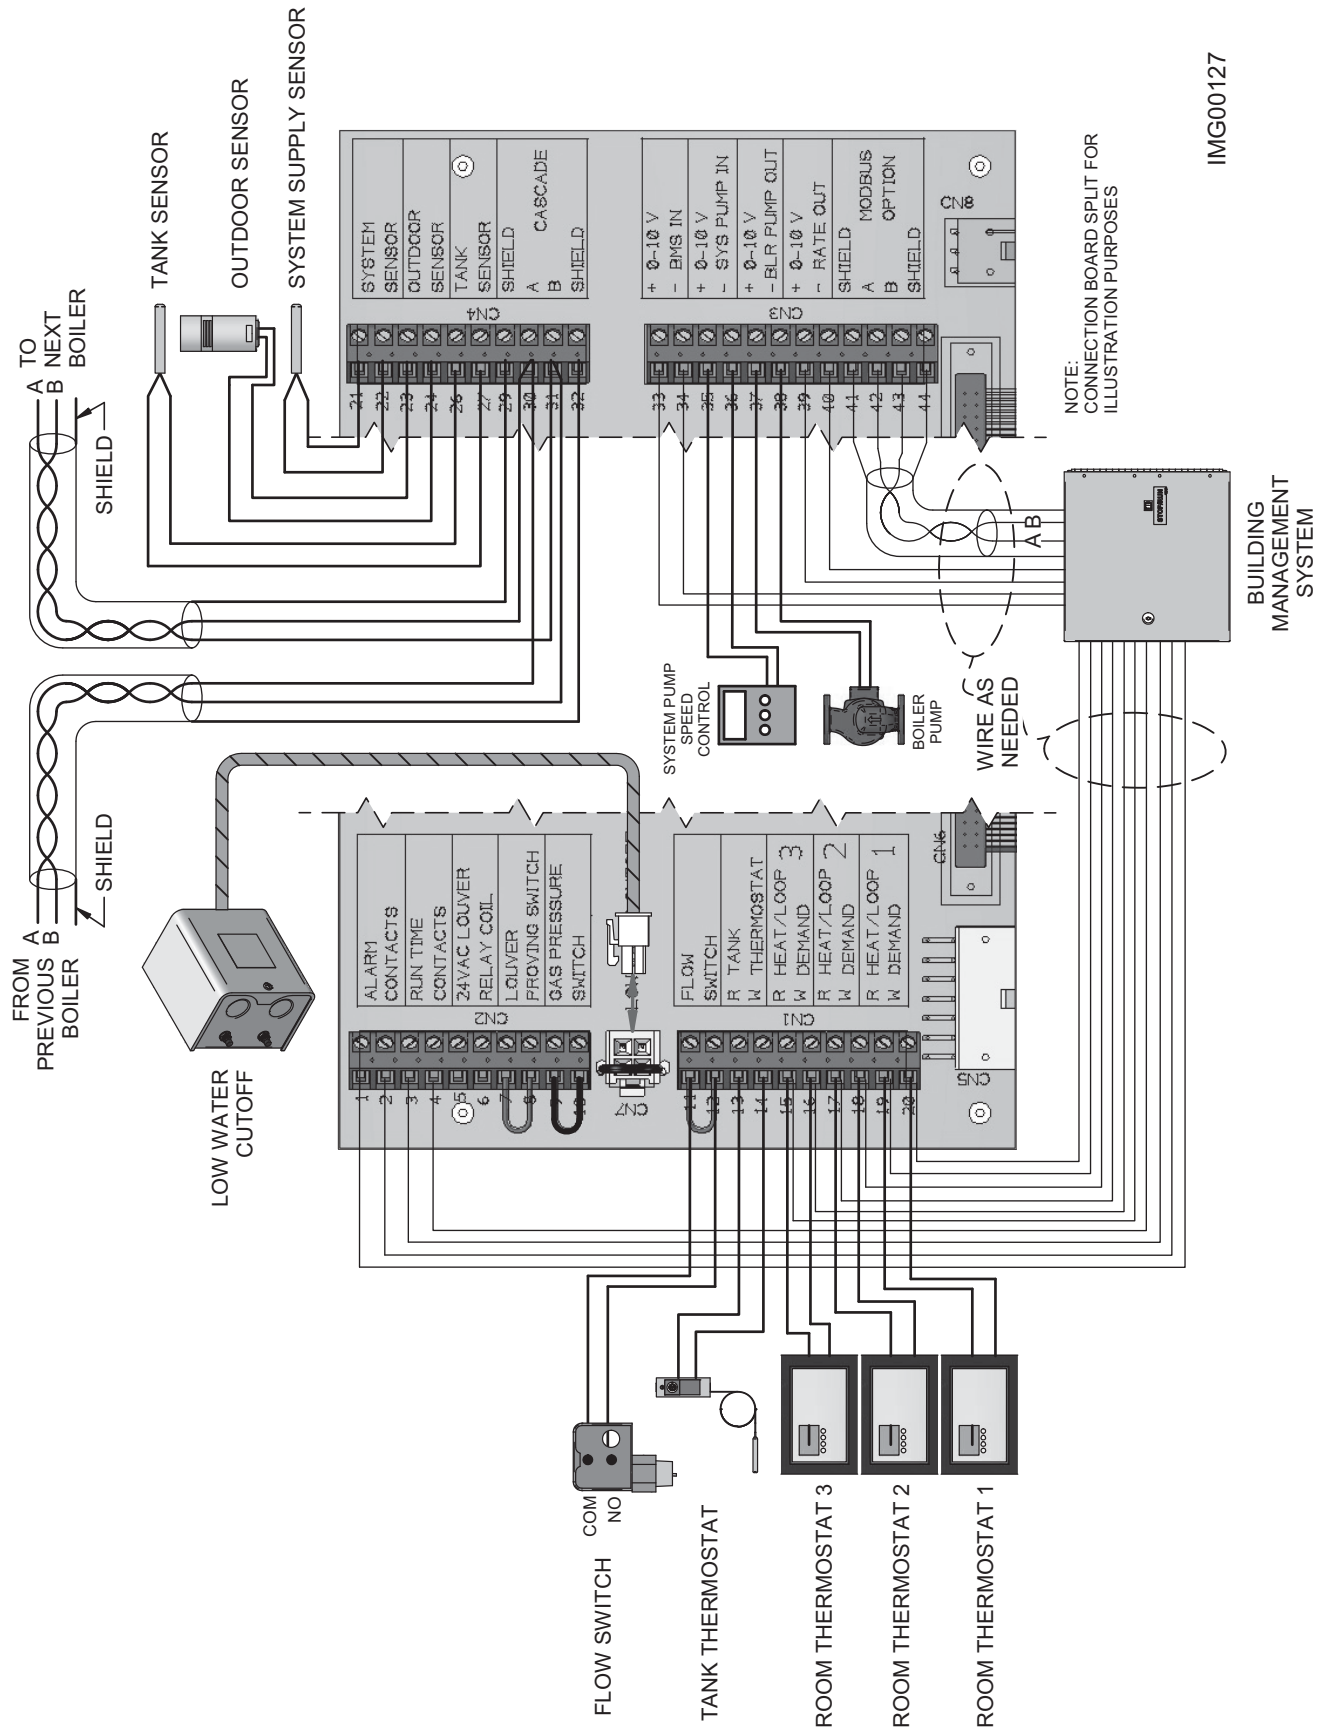 FROM
PREVIOUS
BOILER
A
B
SHIELD
TO
NEXT
BOILER
A
B
SHIELD
LOW WATER
CUTOFF
TANK SENSOR
OUTDOOR SENSOR
SYSTEM SUPPLY SENSOR
ALARM
CONTACTS
RUN TIME
CONTACTS
24VAC LOUVER
RELAY COIL
LOUVER
PROVING SWITCH
GAS PRESSURE
SWITCH
CN2
1
2
3
4
5
6
7
8
9
10
CN7
FLOW
SWITCH
R TANK
W THERMOSTAT
R HEAT/LOOP 3
W DEMAND
R HEAT/LOOP 2
W DEMAND
R HEAT/LOOP 1
W DEMAND
CN1
11
12
13
14
15
16
17
18
19
20
CN5
CN6
SYSTEM
SENSOR
OUTDOOR
SENSOR
TANK
SENSOR
SHIELD
A
B
CASCADE
SHIELD
CN4
21
22
23
24
26
27
29
30
31
32
+ 0-10 V
- BMS IN
+ 0-10 V
- SYS PUMP IN
+ 0-10 V
- BLR PUMP OUT
+ 0-10 V
- RATE OUT
SHIELD
A MODBUS
B OPTION
SHIELD
CN3
33
34
35
36
37
38
39
40
41
42
43
44
CN8
SYSTEM PUMP
SPEED
CONTROL
BOILER
PUMP
WIRE AS
NEEDED
A
B
NOTE:
CONNECTION BOARD SPLIT FOR
ILLUSTRATION PURPOSES
BUILDING
MANAGEMENT
SYSTEM
FLOW SWITCH
COM
NO
TANK THERMOSTAT
ROOM THERMOSTAT 3
ROOM THERMOSTAT 2
ROOM THERMOSTAT 1
IMG00127